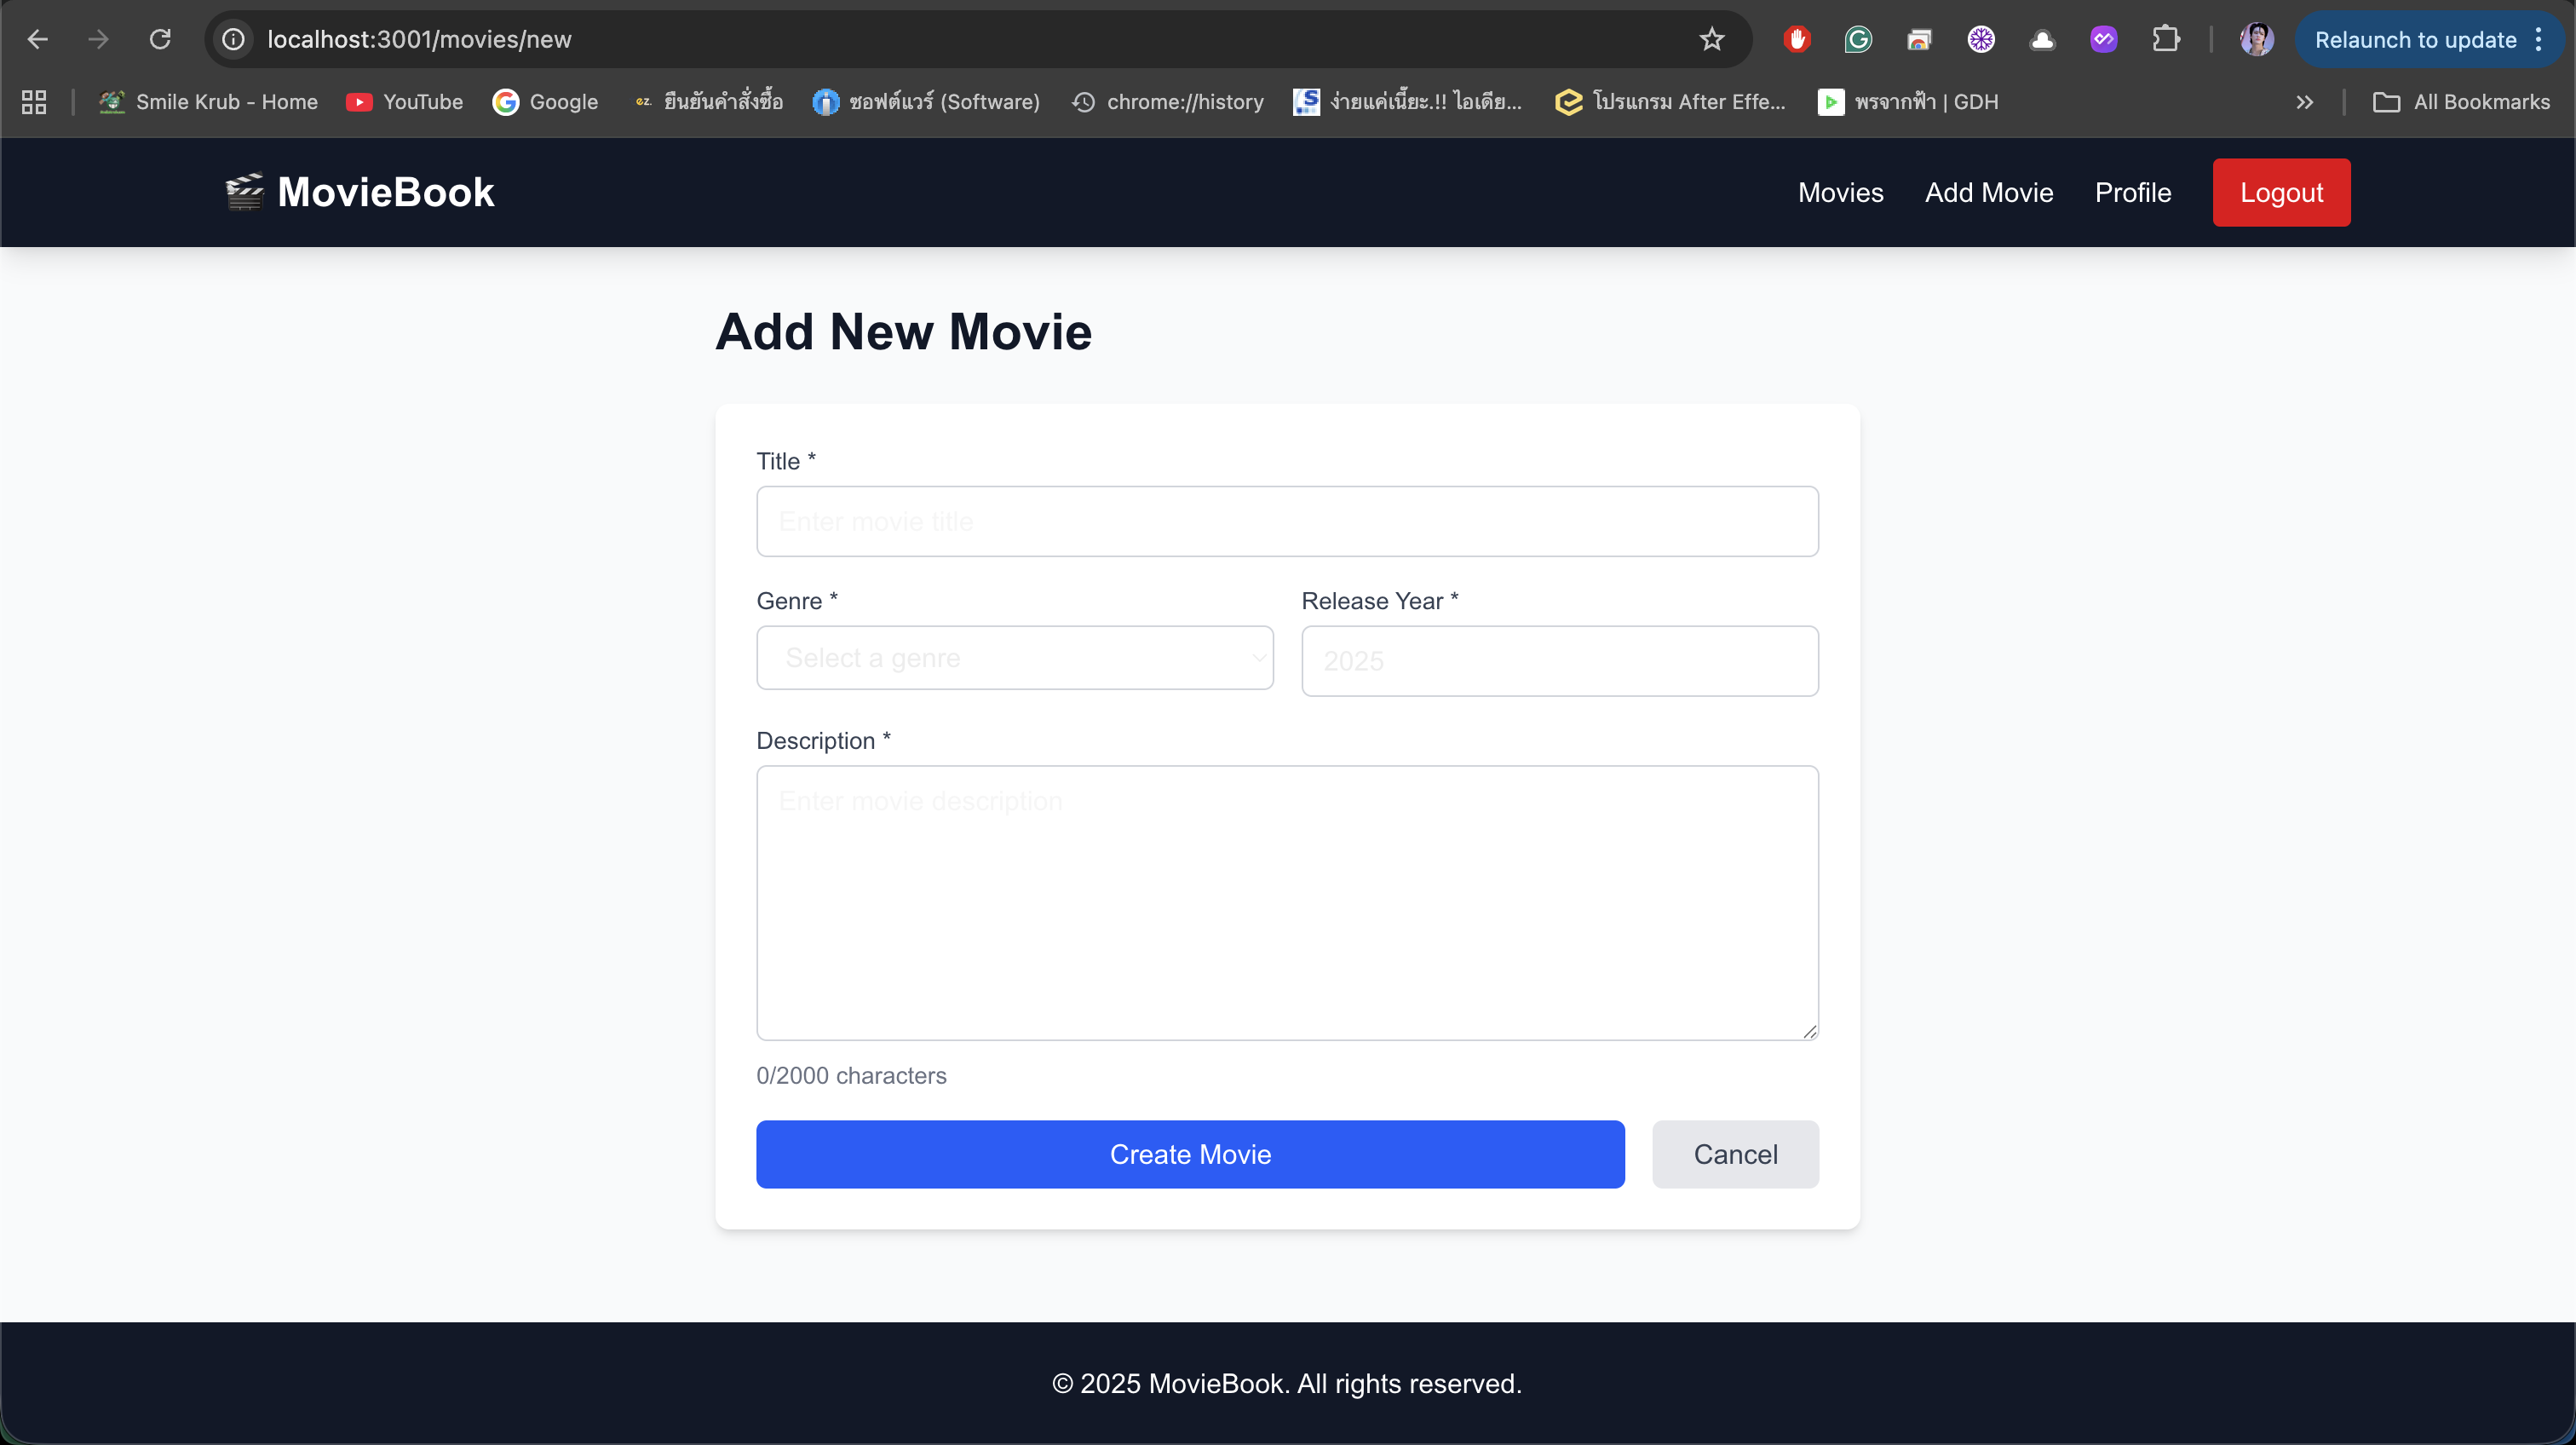 localhost:3001/movies/new
Relaunch to update
Smile Krub - Home
YouTube
Google
ez.
ยืนยันคำสั่งซื้อ
ซอฟต์แวร์ (Software)
chrome://history
ง่ายแค่เนี๊ยะ.!! ไอเดีย...
โปรแกรม After Effe...
พรจากฟ้า | GDH
All Bookmarks
MovieBook
Movies
Add Movie
Profile
Logout
Add New Movie
Title *
Enter movie title
Genre *
Release Year *
Select a genre
2025
Description *
Enter movie description
0/2000 characters
Create Movie
Cancel
© 2025 MovieBook. All rights reserved.